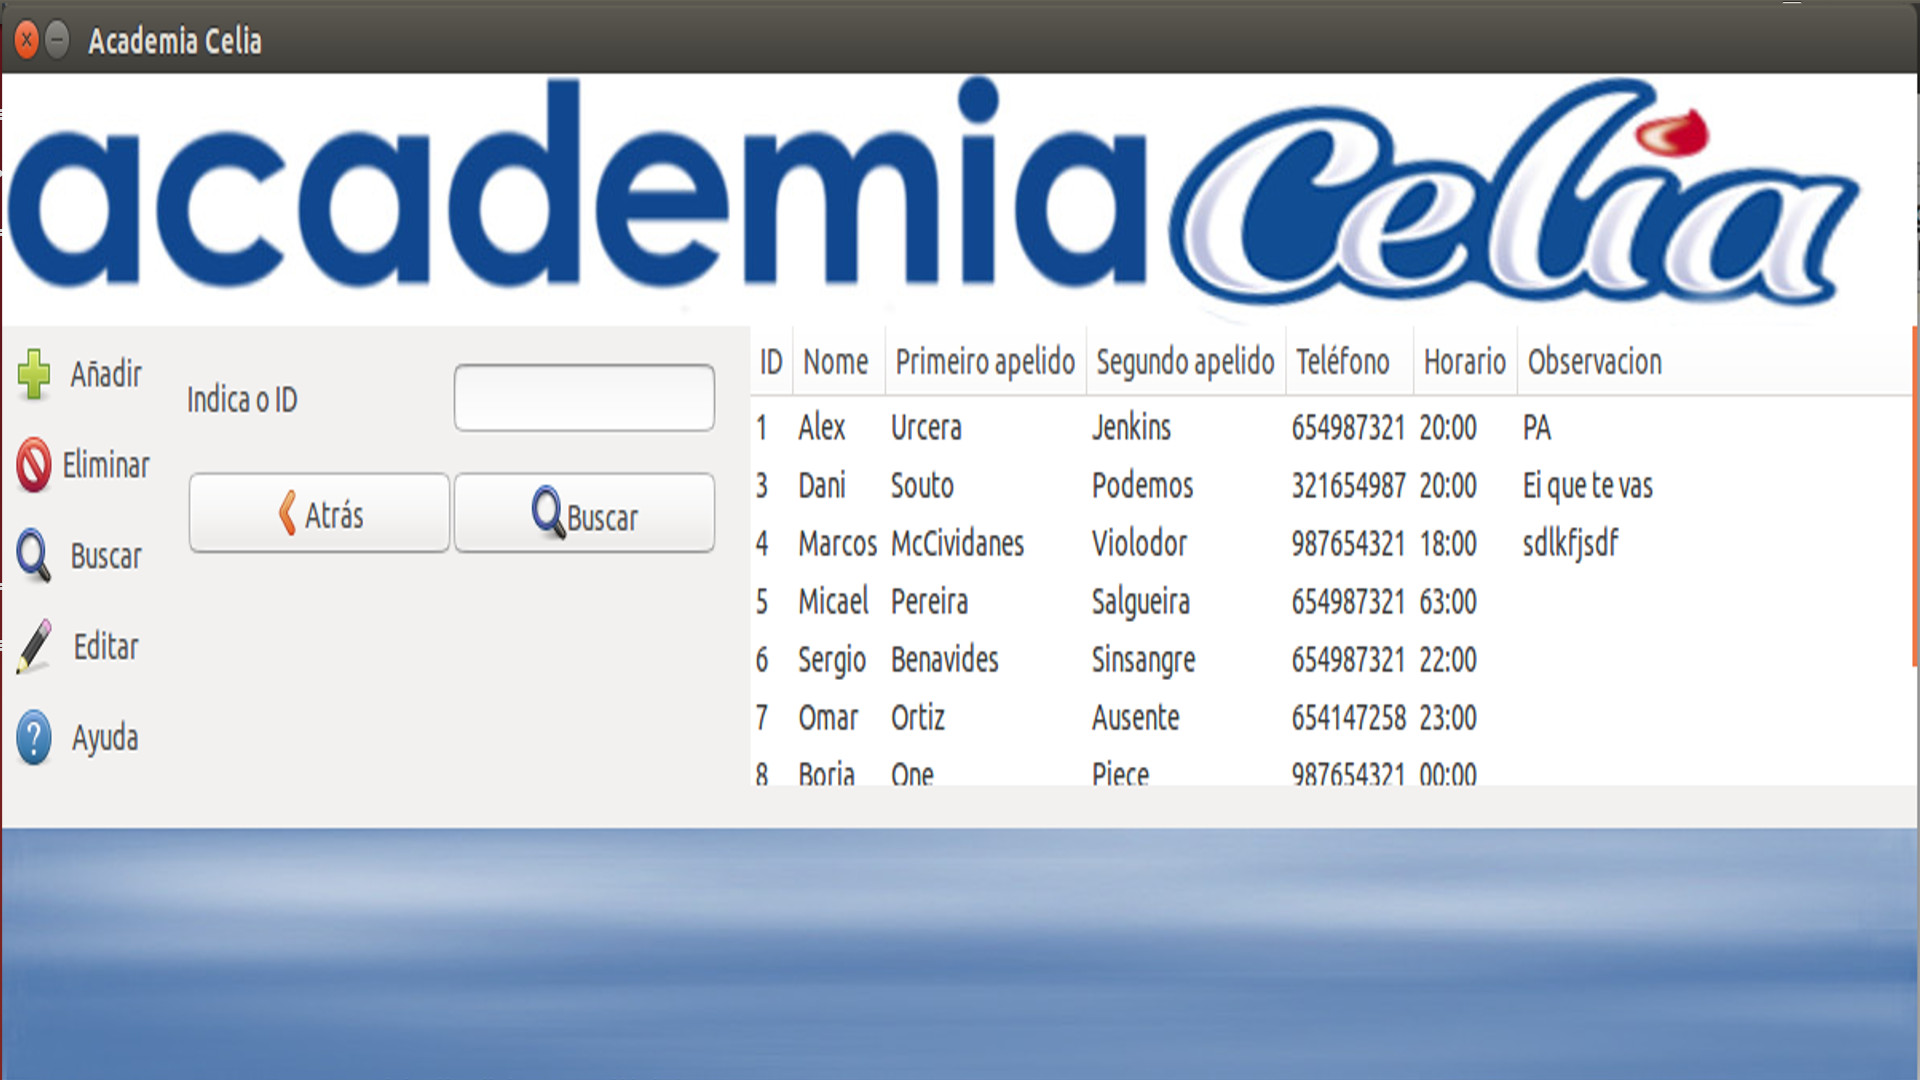 Academia Celia
academia Celia
Añadir
Eliminar
Buscar
Editar
Ayuda
Indica o ID
Atrás
Buscar
ID Nome Primeiro apelido Segundo apelido Teléfono Horario Observacion
1 Alex Urcera Jenkins 654987321 20:00 PA
3 Dani Souto Podemos 321654987 20:00 Ei que te vas
4 Marcos McCividanes Violodor 987654321 18:00 sdlkfjsdf
5 Micael Pereira Salgueira 654987321 63:00
6 Sergio Benavides Sinsangre 654987321 22:00
7 Omar Ortiz Ausente 654147258 23:00
8 Borja One Piece 987654321 00:00